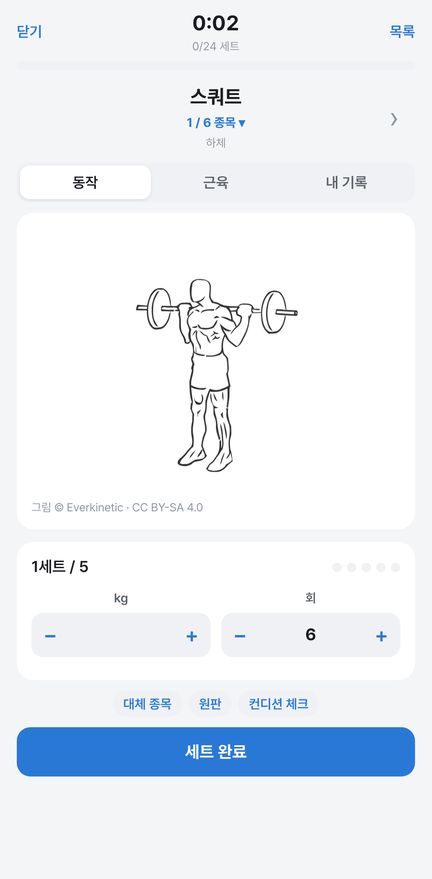 닫기
0:02
목록
0/24 세트
스쿼트
1 / 6 종목 ▾
하체
›
동작
근육
내 기록
그림 © Everkinetic · CC BY-SA 4.0
1세트 / 5
kg
회
− +
− 6 +
대체 종목
원판
컨디션 체크
세트 완료